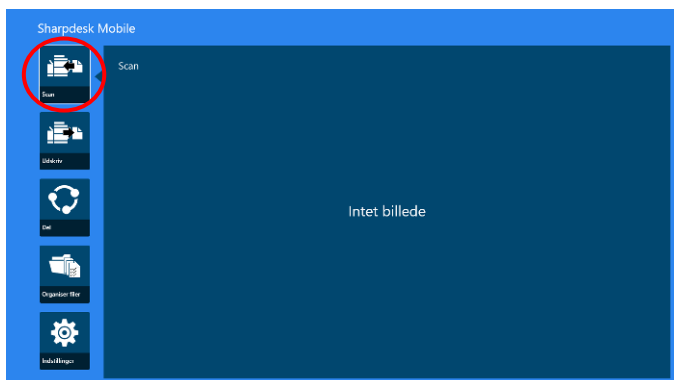 Sharpdesk Mobile
Scan
Scan
Udskriv
Del
Organiser filer
Indstillinger
Intet billede